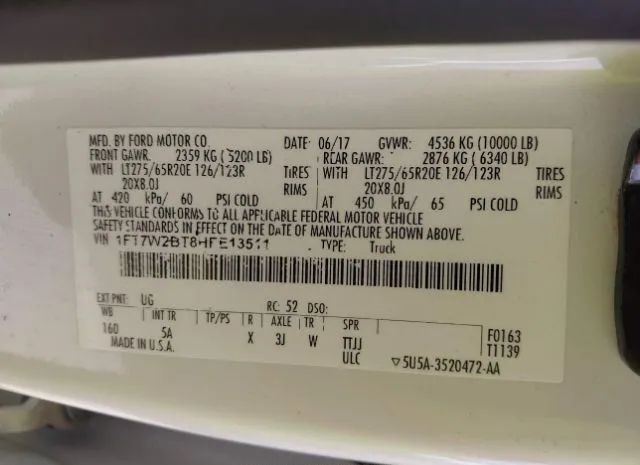 MFD. BY FORD MOTOR CO. DATE: 06/17 GVWR: 4536 KG (10000 LB)
FRONT GAWR: 2359 KG (5200 LB) REAR GAWR: 2876 KG (6340 LB)
WITH LT275/65R20E 126/123R TIRES WITH LT275/65R20E 126/123R TIRES
20X8.0J RIMS 20X8.0J RIMS
AT 420 kPa/ 60 PSI COLD AT 450 kPa/ 65 PSI COLD
THIS VEHICLE CONFORMS TO ALL APPLICABLE FEDERAL MOTOR VEHICLE
SAFETY STANDARDS IN EFFECT ON THE DATE OF MANUFACTURE SHOWN ABOVE.
VIN 1FT7W2BT8HFE13511 TYPE: Truck
EXT PNT: UG RC: 52 DSO:
WB INT TR TP/PS R AXLE TR SPR
160 5A X 3J W TTJJ
ULC
MADE IN U.S.A.
F0163
T1139
▽5U5A-3520472-AA